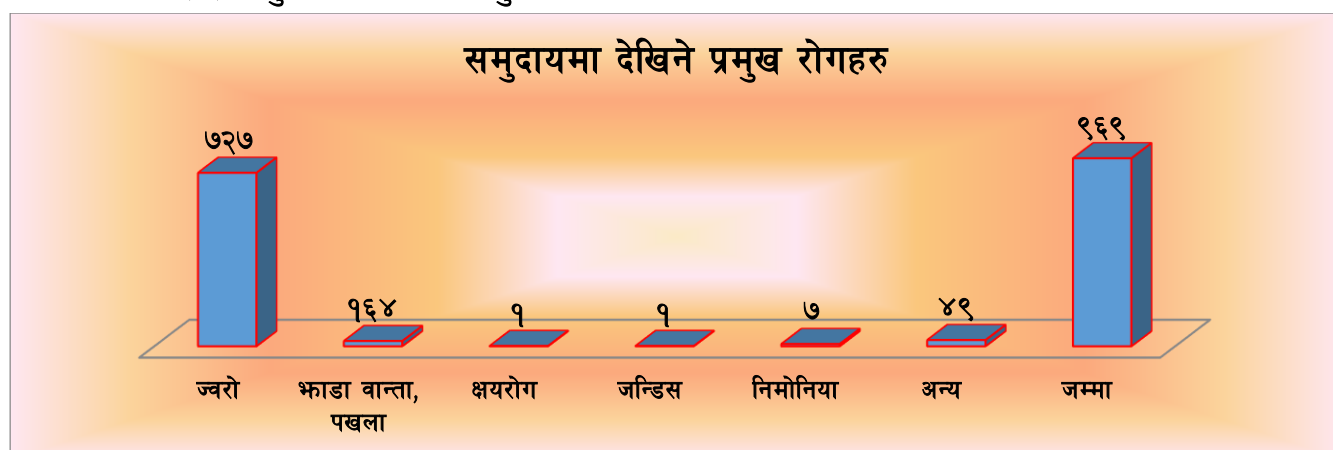 समुदायमा देखिने प्रमुख रोगहरु
७२७
१६४
१
१
७
४९
९६९
ज्वरो
झाडा वान्ता,
पखला
क्षयरोग
जन्डिस
निमोनिया
अन्य
जम्मा